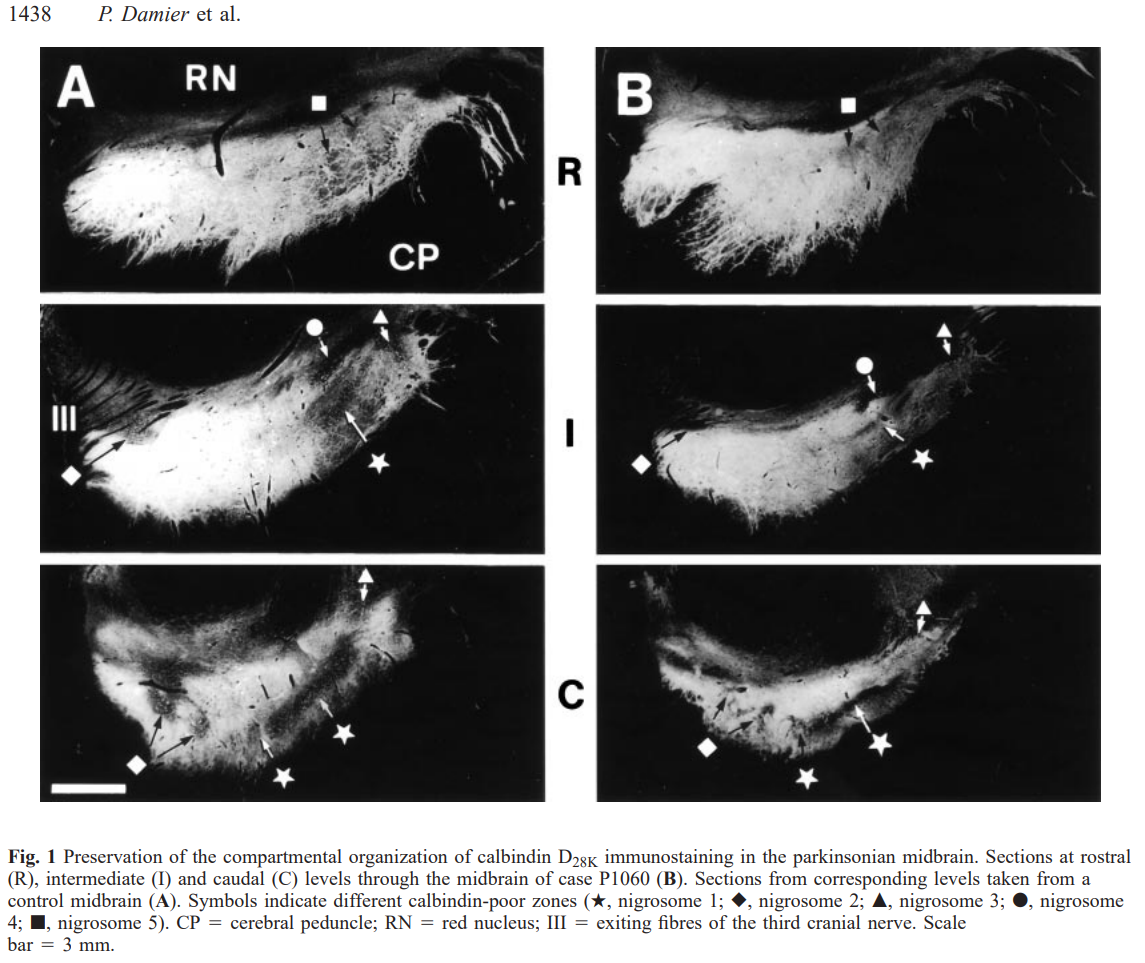 1438 P. Damier et al.
A RN B
R
CP
III
I
C
Fig. 1 Preservation of the compartmental organization of calbindin D28K immunostaining in the parkinsonian midbrain. Sections at rostral
(R), intermediate (I) and caudal (C) levels through the midbrain of case P1060 (B). Sections from corresponding levels taken from a
control midbrain (A). Symbols indicate different calbindin-poor zones (★, nigrosome 1; ◆, nigrosome 2; ▲, nigrosome 3; ●, nigrosome
4; ■, nigrosome 5). CP = cerebral peduncle; RN = red nucleus; III = exiting fibres of the third cranial nerve. Scale
bar = 3 mm.